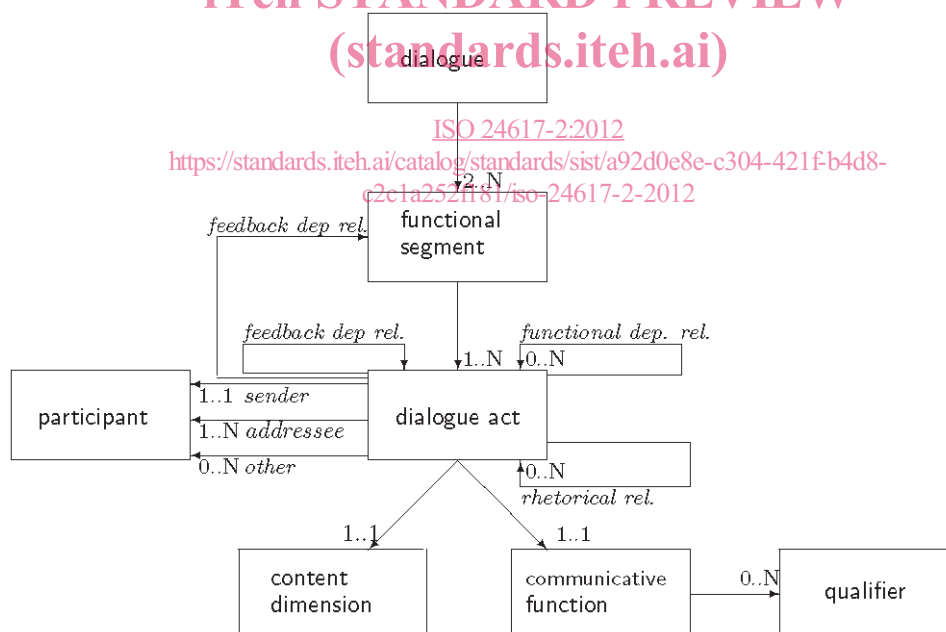 iTeh STANDARD PREVIEW
(standards.iteh.ai)
dialogue
ISO 24617-2:2012
https://standards.iteh.ai/catalog/standards/sist/a92d0e8e-c304-421f-b4d8-
c2c1a252f181/iso-24617-2-2012
2..N
functional
segment
feedback dep rel.
feedback dep rel.
functional dep. rel.
1..N
0..N
participant
1..1 sender
1..N addressee
0..N other
dialogue act
0..N
rhetorical rel.
1..1
1..1
content
dimension
communicative
function
0..N
qualifier